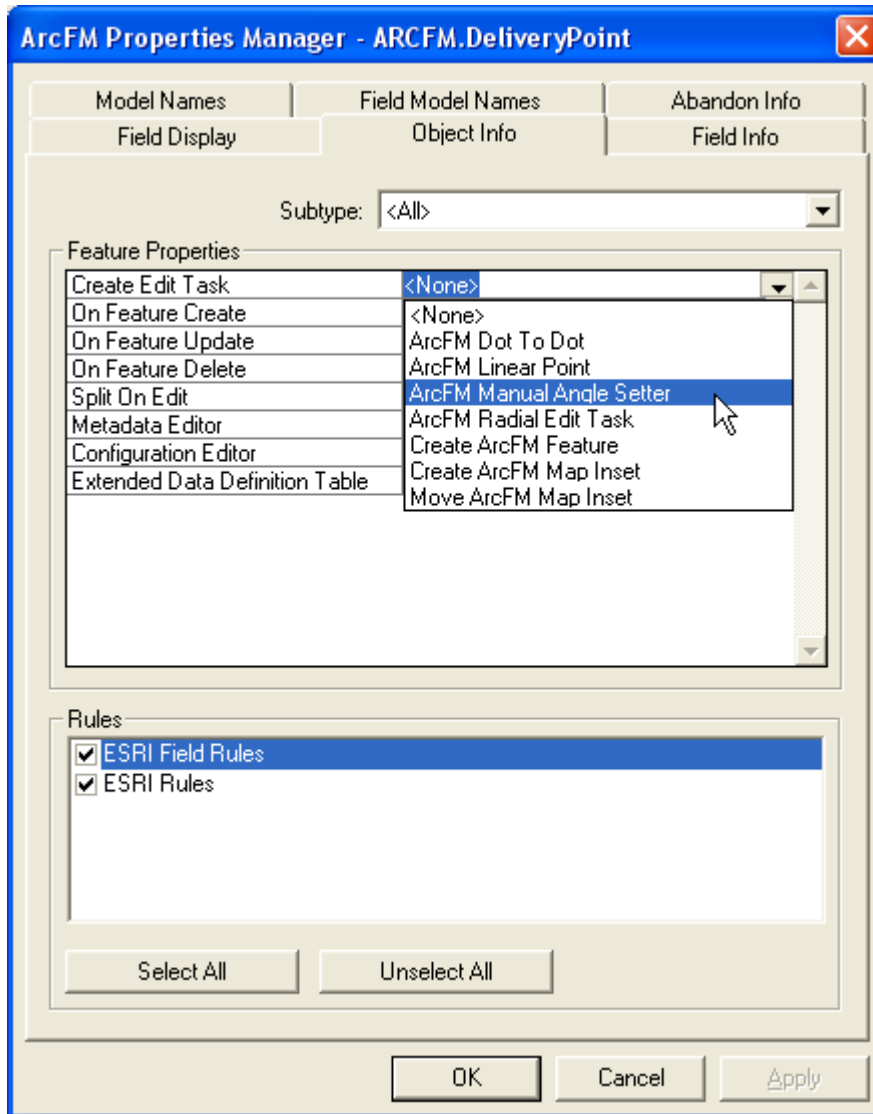 ArcFM Properties Manager - ARCFM.DeliveryPoint
Model Names Field Model Names Abandon Info
Field Display Object Info Field Info
Subtype: <All>
Feature Properties
Create Edit Task <None>
On Feature Create <None>
On Feature Update ArcFM Dot To Dot
On Feature Delete ArcFM Linear Point
Split On Edit ArcFM Manual Angle Setter
Metadata Editor ArcFM Radial Edit Task
Configuration Editor Create ArcFM Feature
Extended Data Definition Table Create ArcFM Map Inset
Move ArcFM Map Inset
Rules
ESRI Field Rules
ESRI Rules
Select All Unselect All
OK Cancel Apply